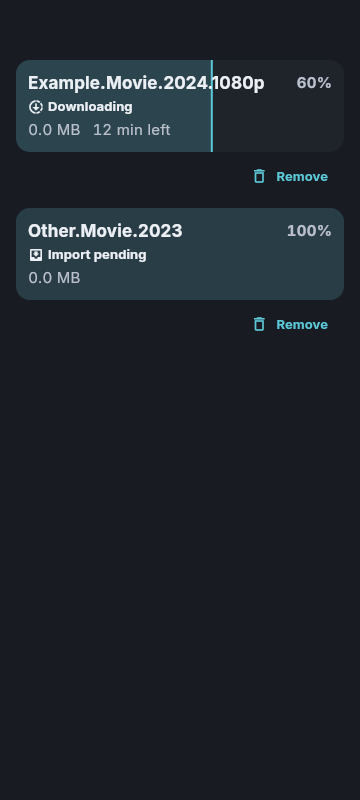 Example.Movie.2024.1080p 60%
Downloading
0.0 MB 12 min left
Remove
Other.Movie.2023 100%
Import pending
0.0 MB
Remove